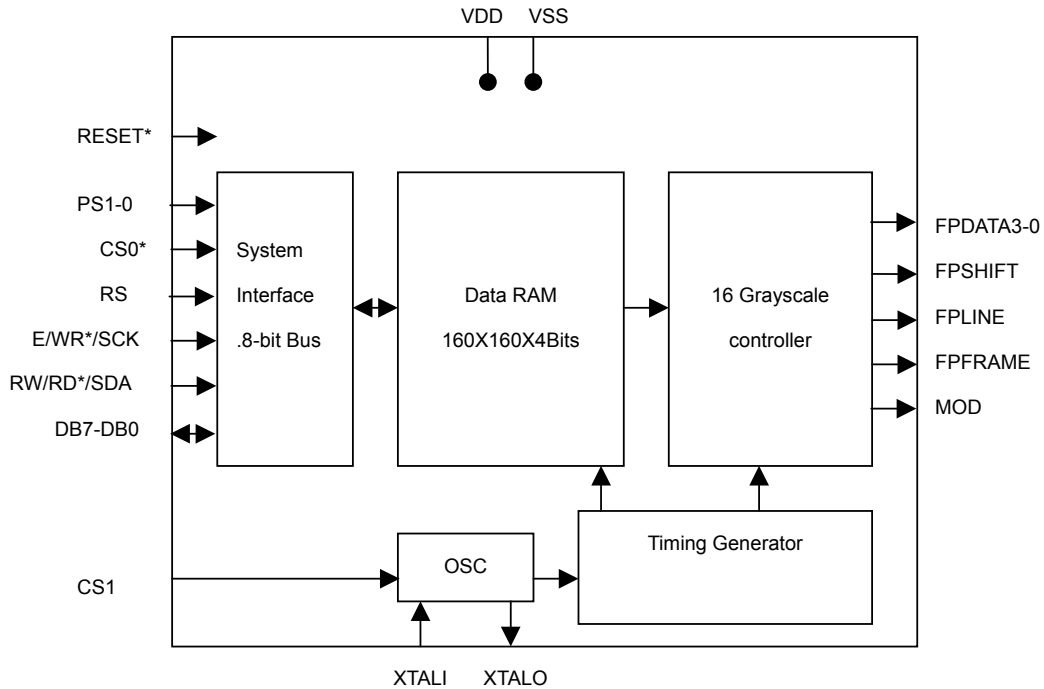 VDD VSS
RESET*
PS1-0
CS0*
RS
E/WR*/SCK
RW/RD*/SDA
DB7-DB0
System
Interface
.8-bit Bus
Data RAM
160X160X4Bits
16 Grayscale
controller
FPDATA3-0
FPSHIFT
FPLINE
FPFRAME
MOD
CS1
OSC
Timing Generator
XTALI XTALO